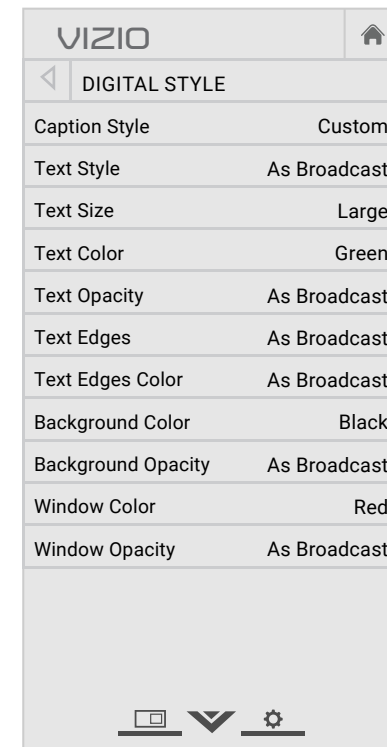 VIZIO
DIGITAL STYLE
Caption Style Custom
Text Style As Broadcast
Text Size Large
Text Color Green
Text Opacity As Broadcast
Text Edges As Broadcast
Text Edges Color As Broadcast
Background Color Black
Background Opacity As Broadcast
Window Color Red
Window Opacity As Broadcast